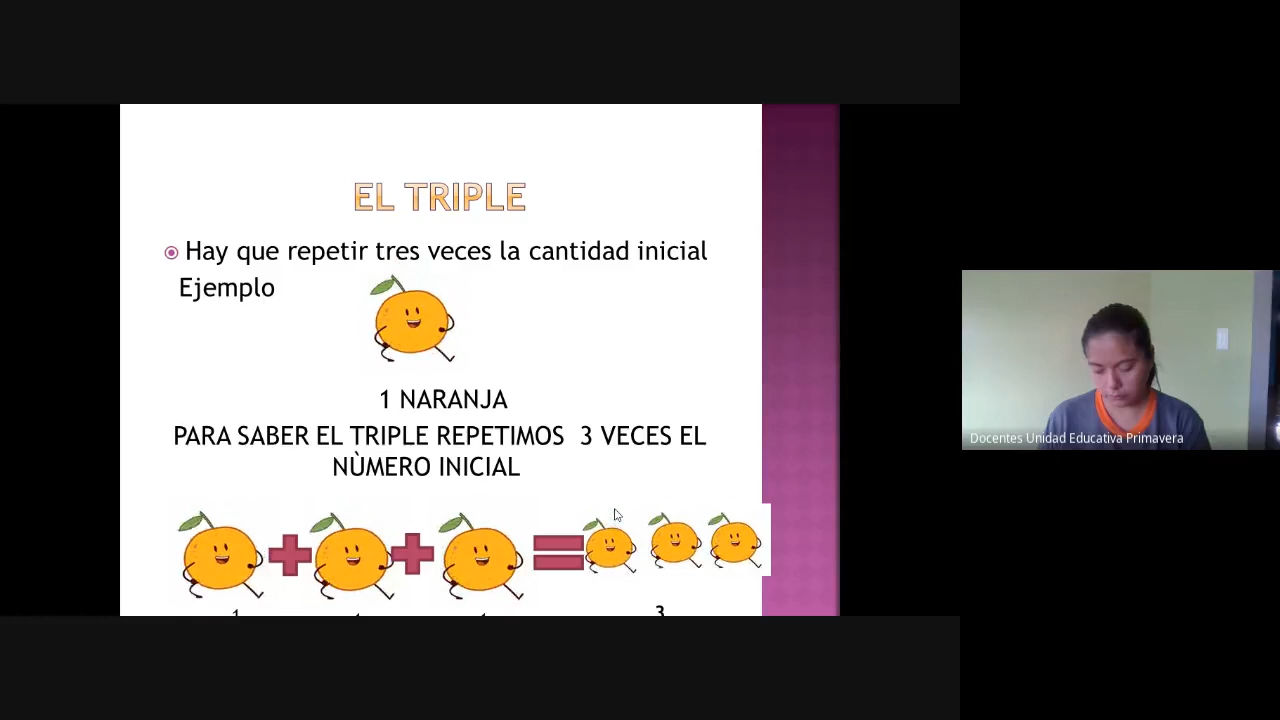 EL TRIPLE
Hay que repetir tres veces la cantidad inicial
Ejemplo
1 NARANJA
PARA SABER EL TRIPLE REPETIMOS 3 VECES EL
NÙMERO INICIAL
3
Docentes Unidad Educativa Primavera